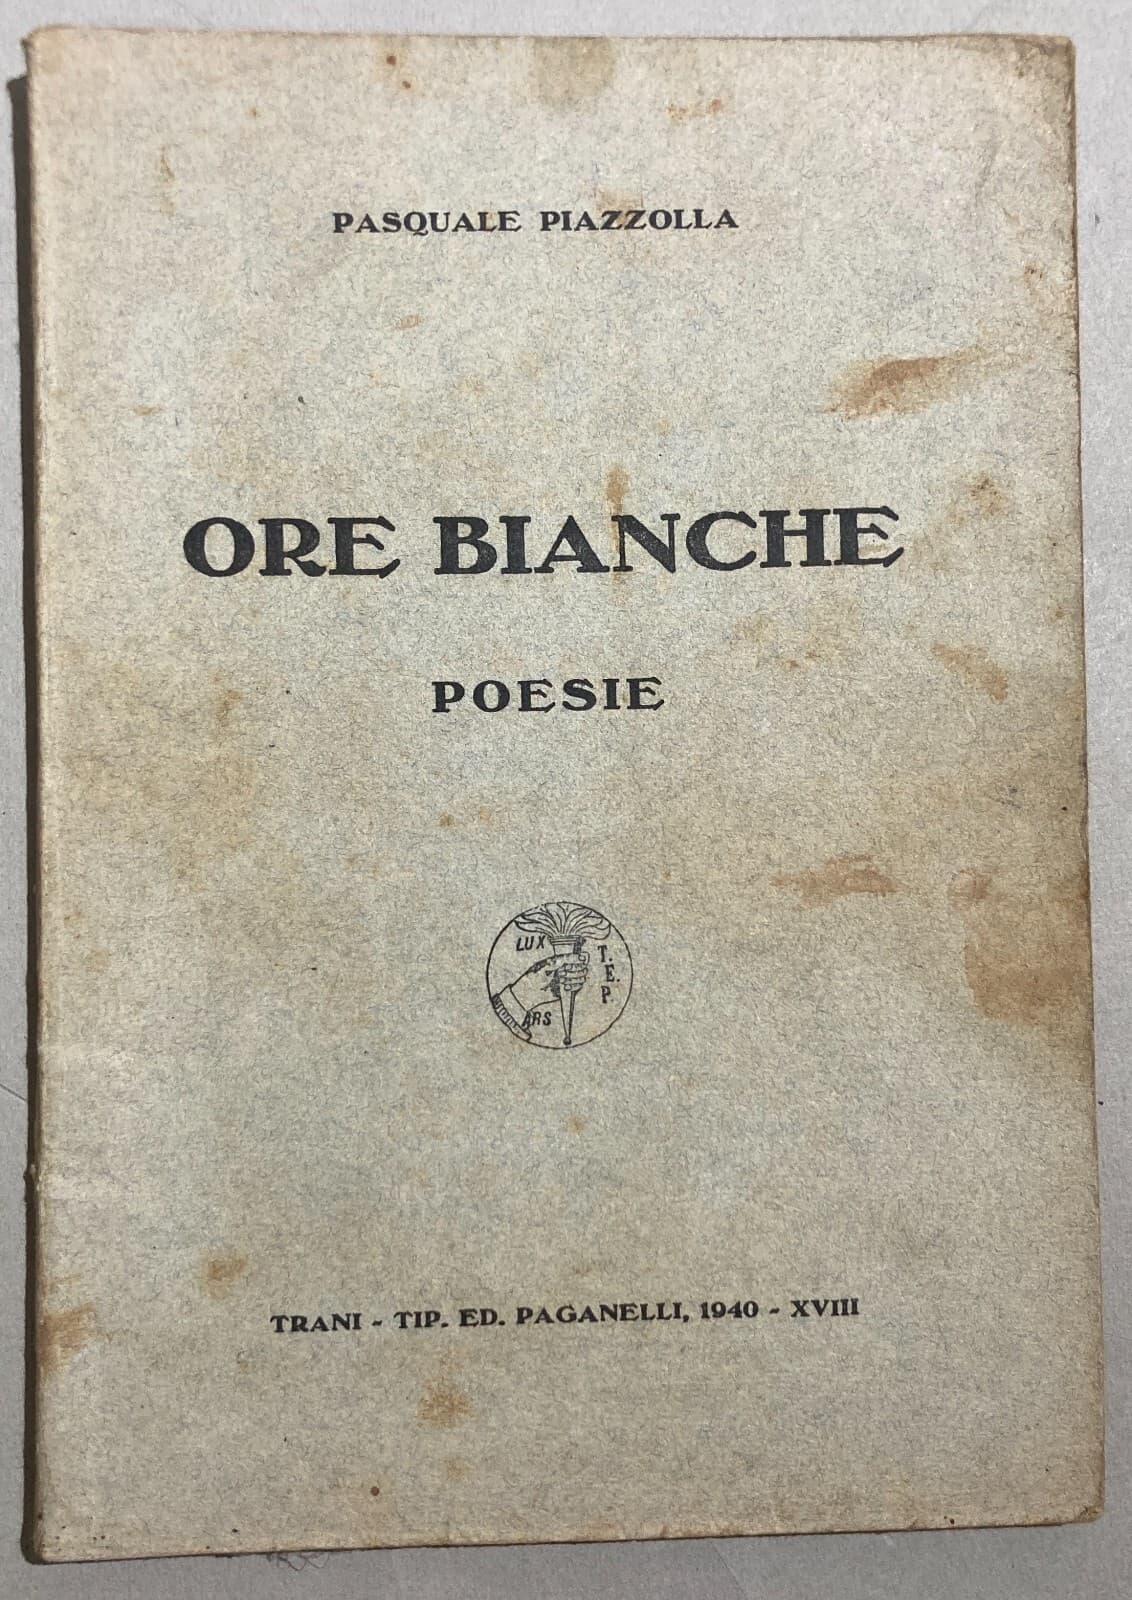 PASQUALE PIAZZOLLA
ORE BIANCHE
POESIE
LUX
T.E.P.
ARS
TRANI - TIP. ED. PAGANELLI, 1940 - XVIII